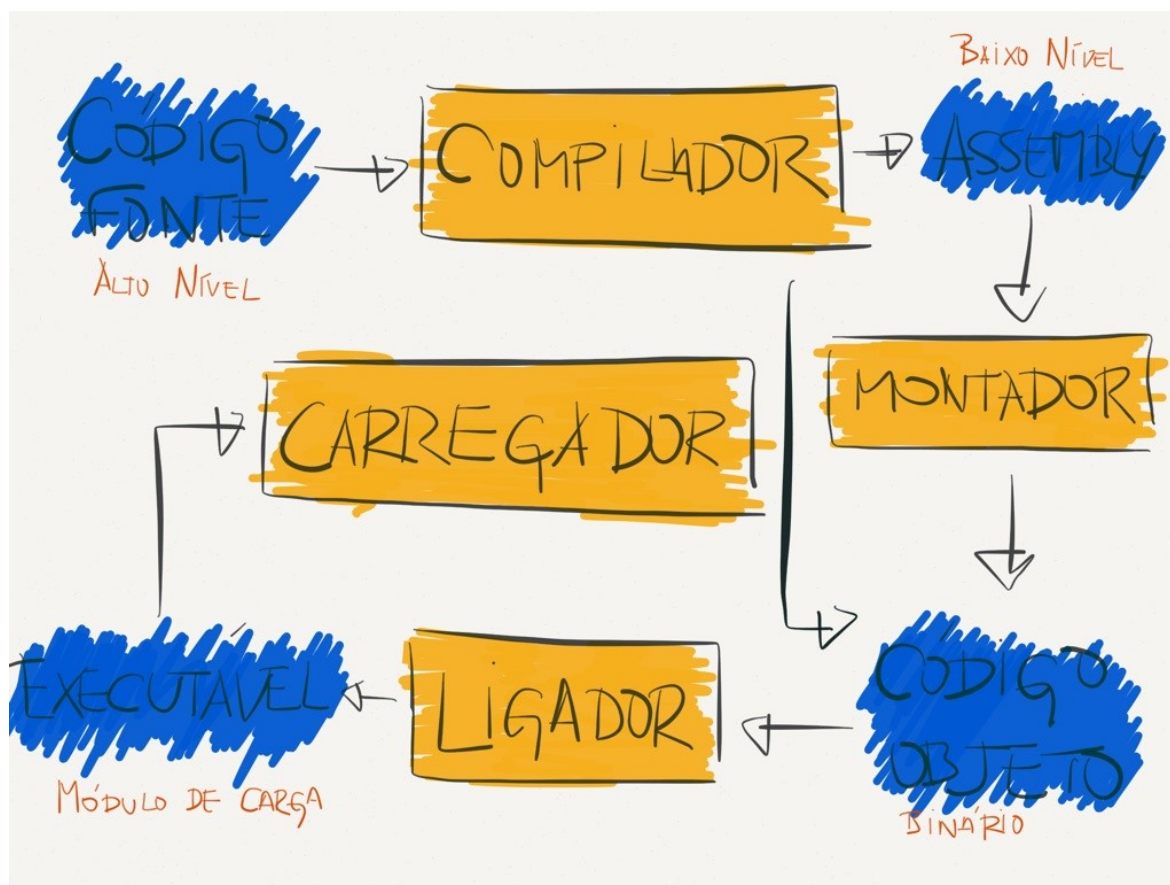 CÓDIGO
FONTE
ALTO NÍVEL
COMPILADOR
BAIXO NÍVEL
ASSEMBLY
MONTADOR
CARREGADOR
CÓDIGO
OBJETO
BINÁRIO
LIGADOR
EXECUTÁVEL
MÓDULO DE CARGA